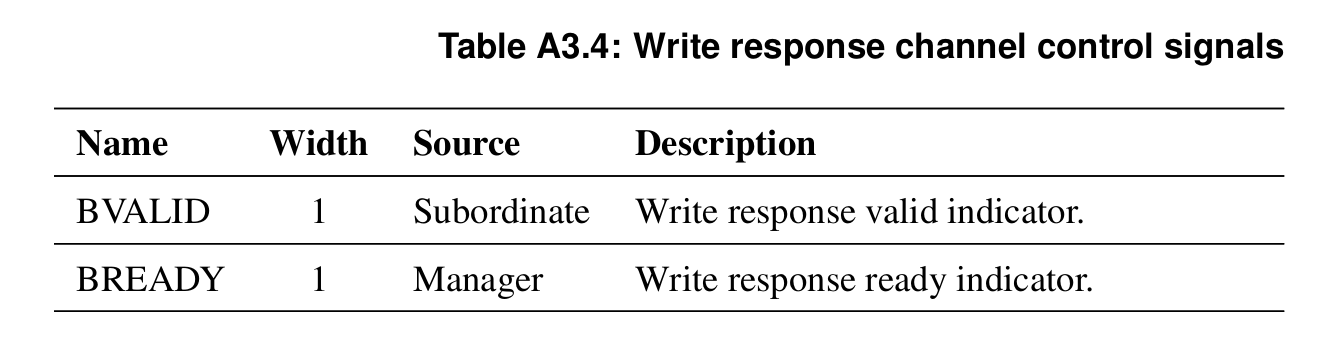 Table A3.4: Write response channel control signals
Name Width Source Description
BVALID 1 Subordinate Write response valid indicator.
BREADY 1 Manager Write response ready indicator.